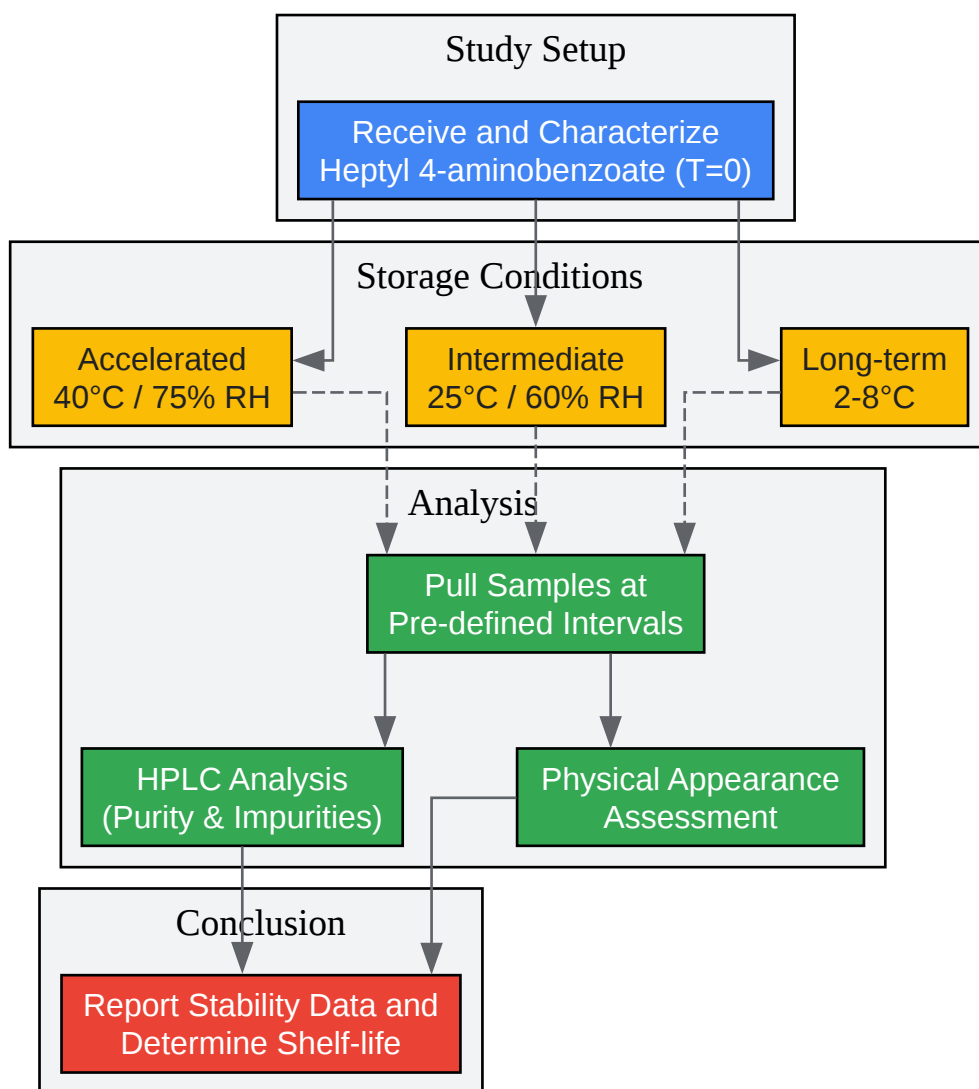 Study Setup
Receive and Characterize
Heptyl 4-aminobenzoate (T=0)
Storage Conditions
Accelerated
40°C / 75% RH
Intermediate
25°C / 60% RH
Long-term
2-8°C
Analysis
Pull Samples at
Pre-defined Intervals
HPLC Analysis
(Purity & Impurities)
Physical Appearance
Assessment
Conclusion
Report Stability Data and
Determine Shelf-life